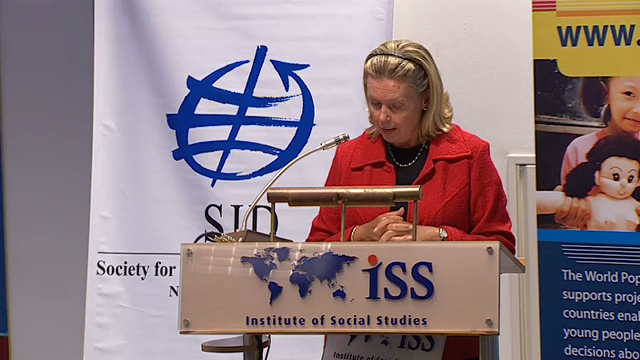 SID
Society for
N
WWW.
iSS
Institute of Social Studies
iSS
The World Pop
supports proje
countries enab
young people
decisions abo